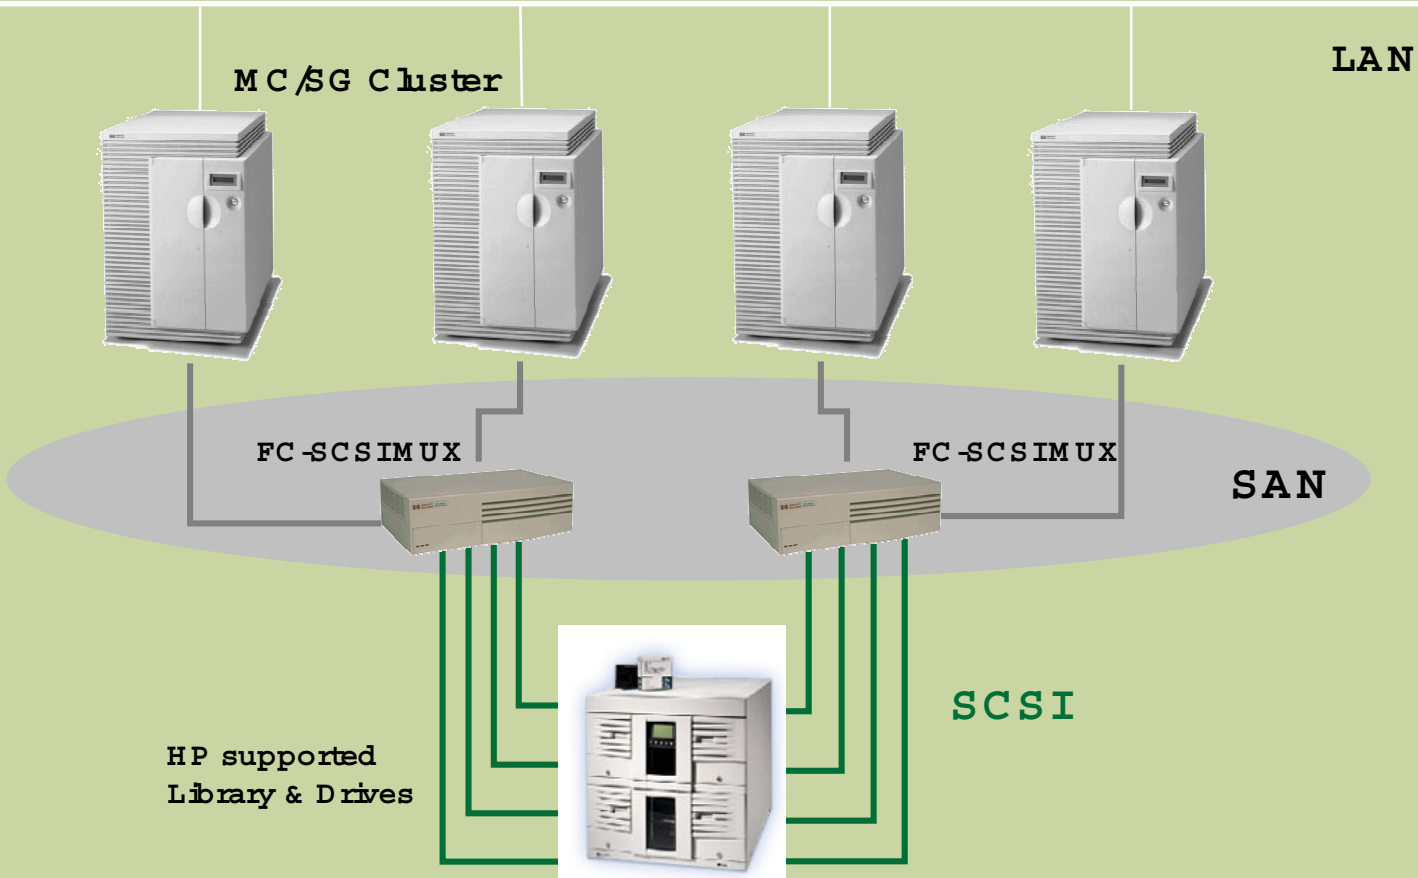 LAN
MC/SG Cluster
FC-SCSIMUX
FC-SCSIMUX
SAN
SCSI
HP supported
Library & Drives